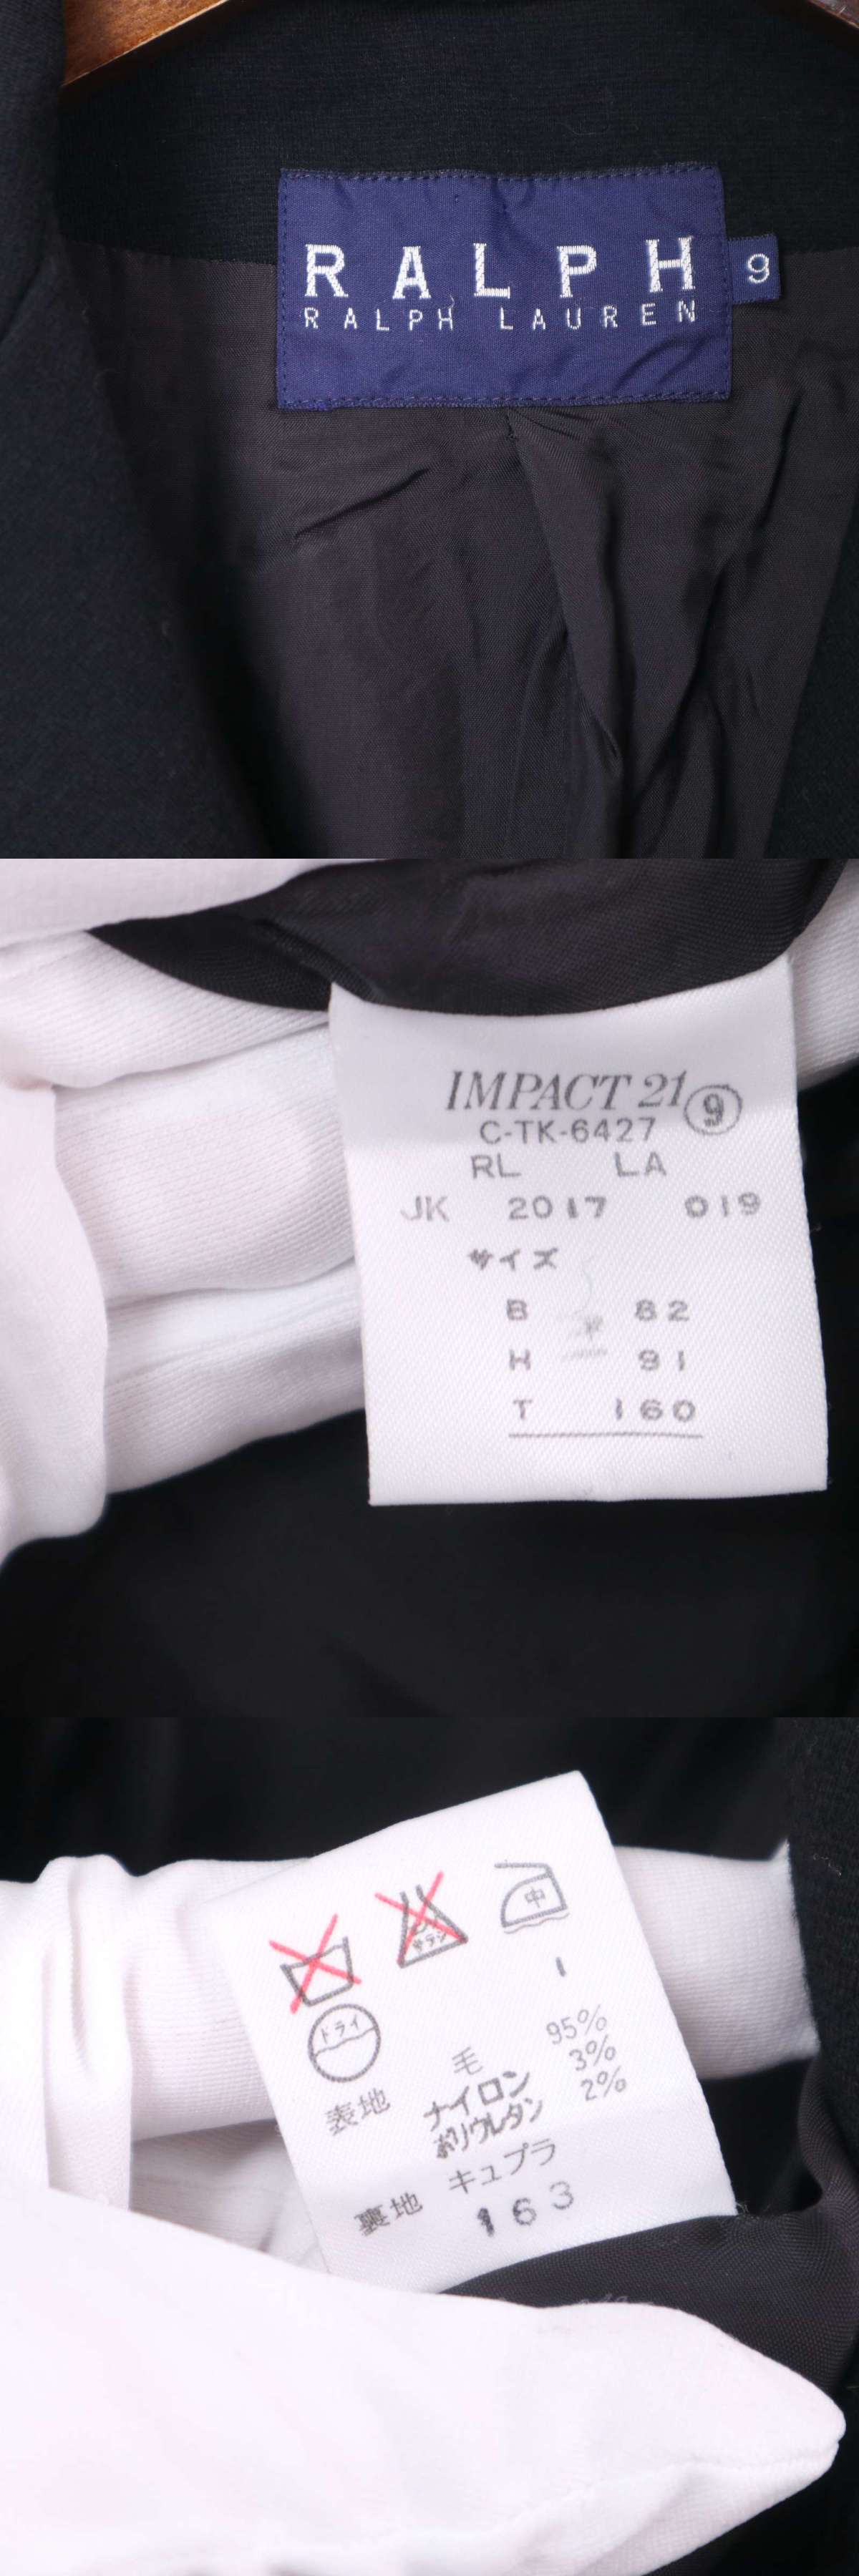 RALPH
RALPH LAUREN
9
IMPACT 21 ⑨
C-TK-6427
RL LA
JK 2017 019
サイズ
B 82
H 91
T 160
サラシ
中
1
ドライ
表地 毛 95%
ナイロン 3%
ポリウレタン 2%
裏地 キュプラ
163